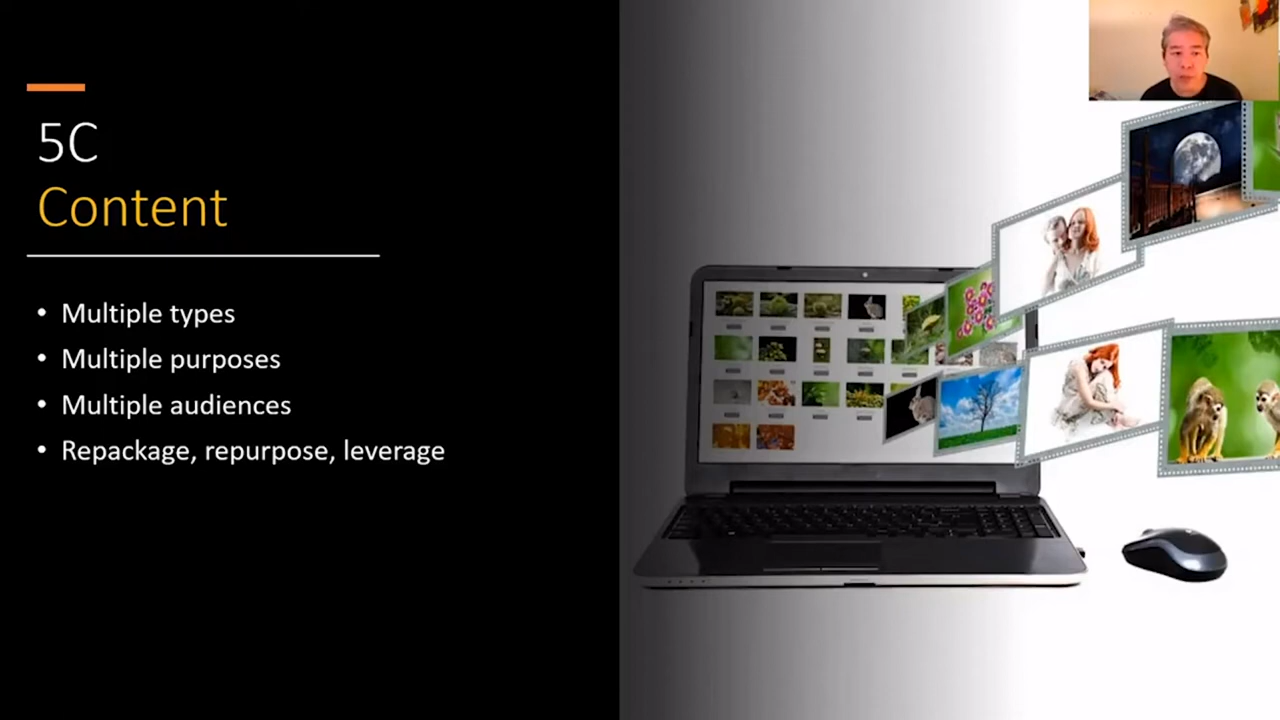 5C
Content
• Multiple types
• Multiple purposes
• Multiple audiences
• Repackage, repurpose, leverage